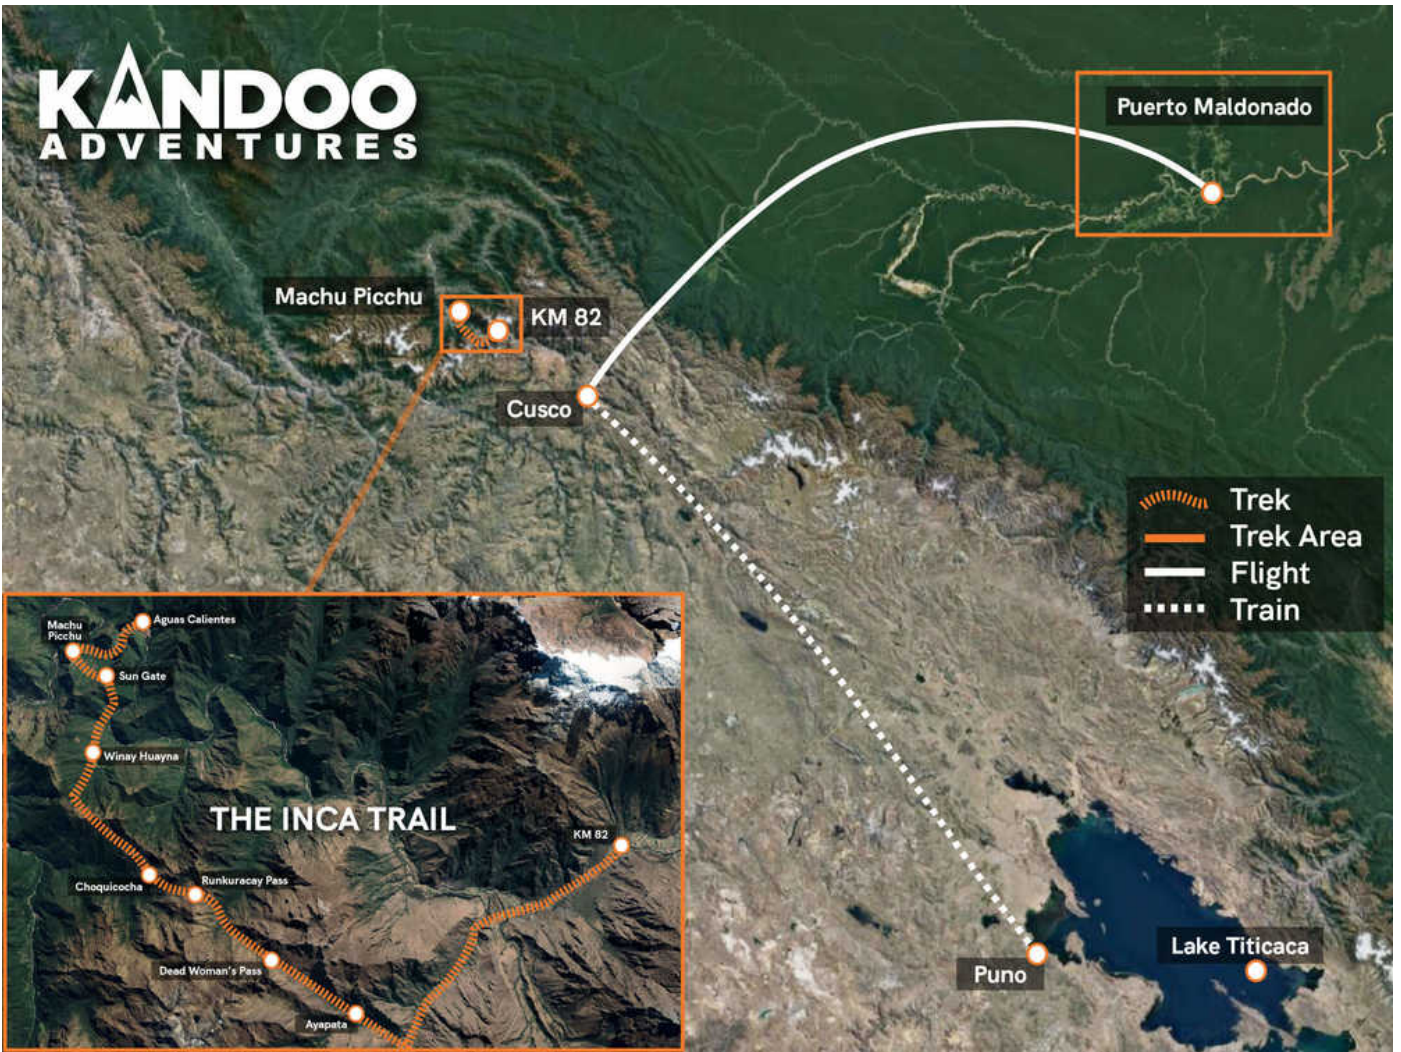 KANDOO
ADVENTURES
Puerto Maldonado
Machu Picchu
KM 82
Cusco
Trek
Trek Area
Flight
Train
Machu
Picchu
Aguas Calientes
Sun Gate
Winay Huayna
THE INCA TRAIL
KM 82
Choquicocha
Runkuracay Pass
Dead Woman's Pass
Ayapata
Lake Titicaca
Puno